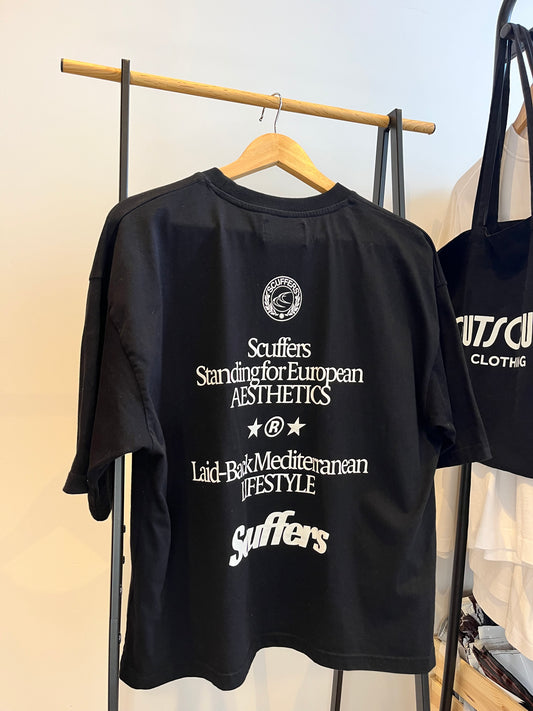 SCUFFERS
Scuffers
Standing for European
AESTHETICS
★ ® ★
Laid-Back Mediterranean
LIFESTYLE
Scuffers
CLOTHING